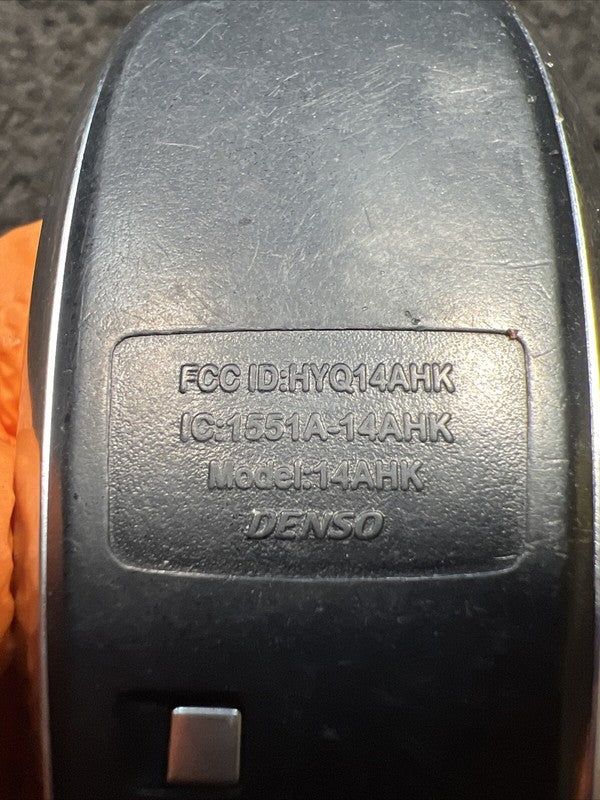 FCC ID:HYQ14AHK
IC:1551A-14AHK
Model:14AHK
DENSO